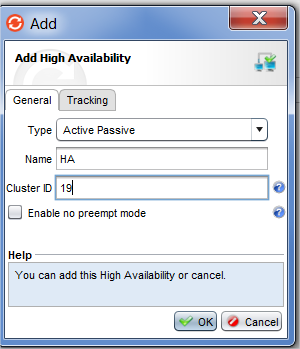 Add
Add High Availability
General Tracking
Type Active Passive
Name HA
Cluster ID 19
Enable no preempt mode
Help
You can add this High Availability or cancel.
OK Cancel